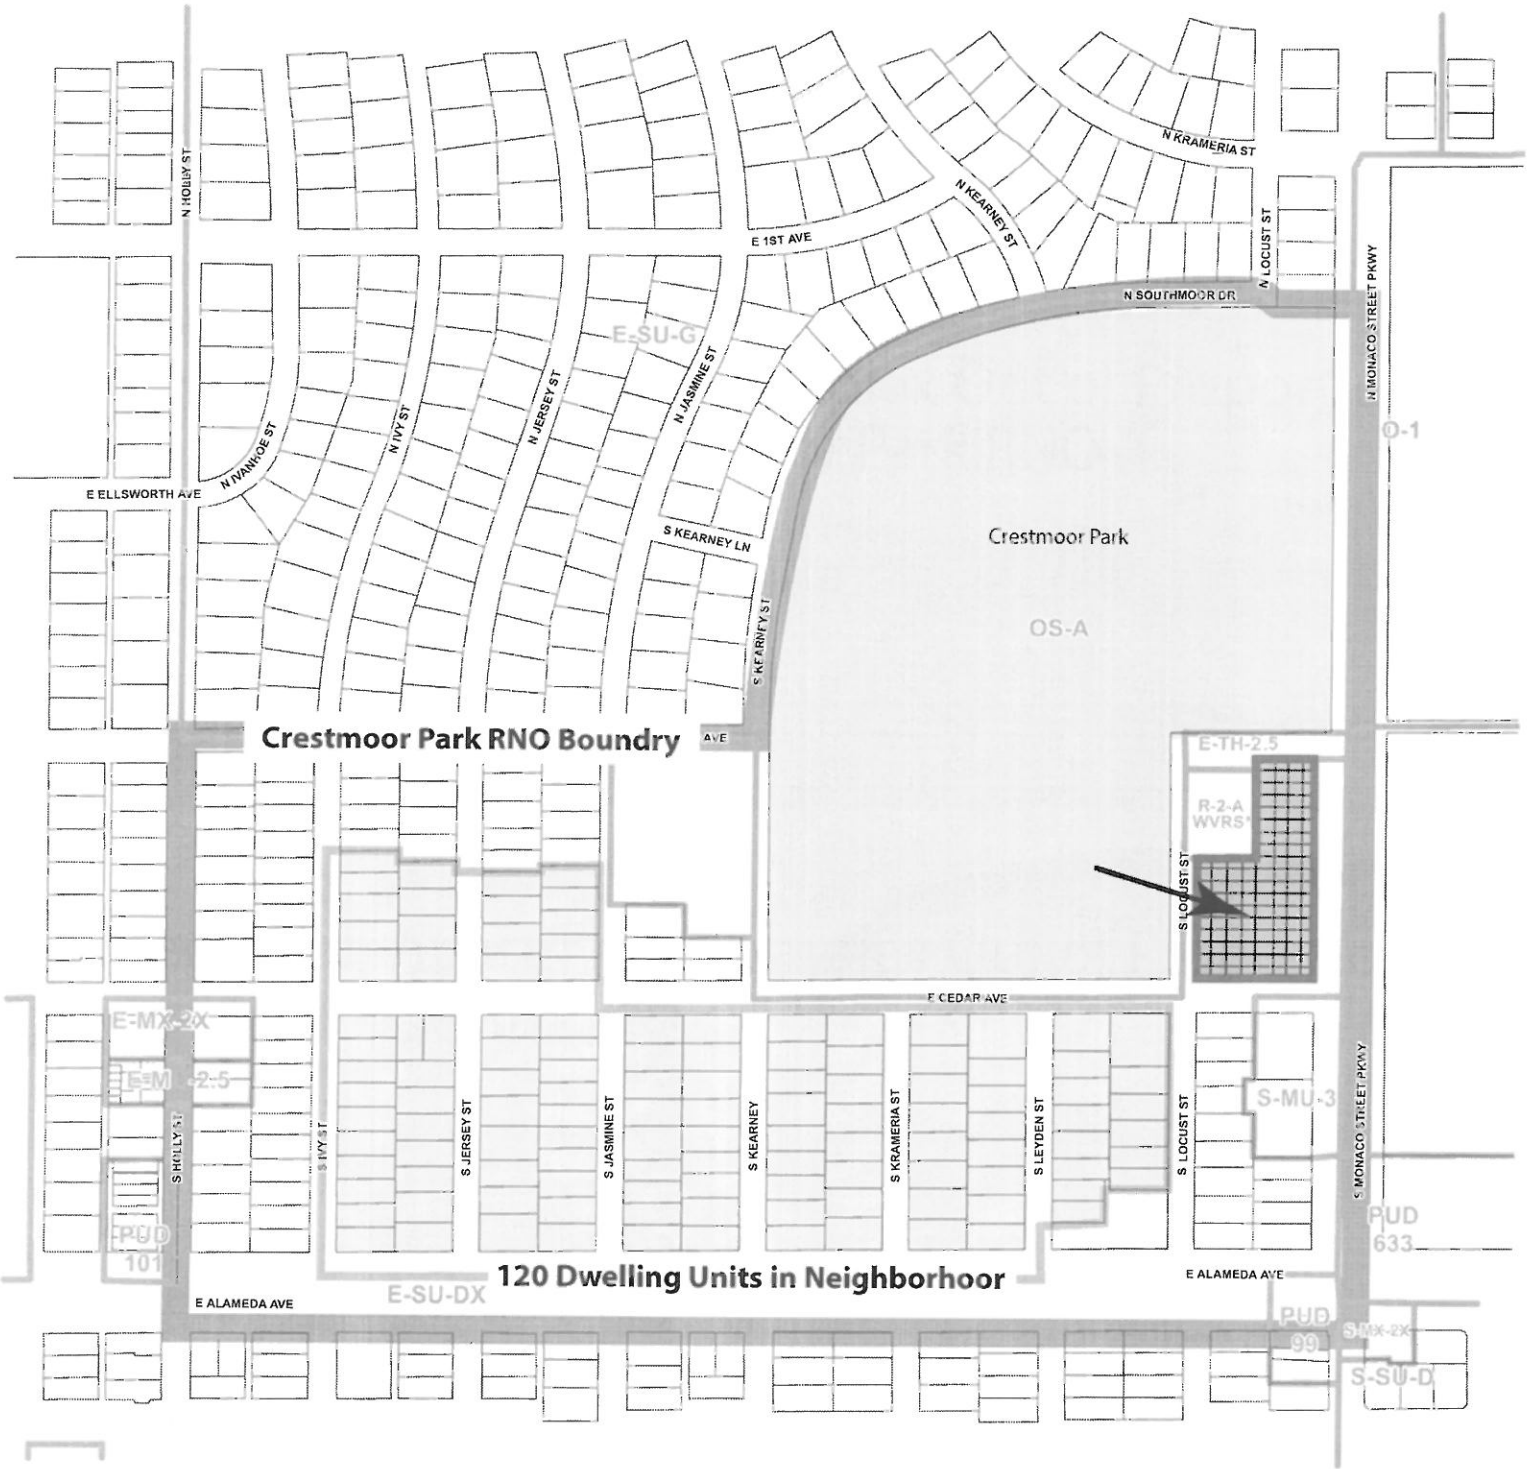 N KRAMERIA ST
N HOLLY ST
N KEARNEY ST
E 1ST AVE
N LOCUST ST
N SOUTHMOOR DR
N MONACO STREET PKWY
E-SU-G
N JASMINE ST
N JERSEY ST
N IVY ST
O-1
N IVANHOE ST
E ELLSWORTH AVE
S KEARNEY LN
Crestmoor Park
OS-A
S KEARNEY ST
Crestmoor Park RNO Boundry
AVE
E-TH-2.5
R-2-A
WVRS*
S LOCUST ST
E CEDAR AVE
E-MX-2X
E-M -2.5
S HOLLY ST
S IVY ST
S JERSEY ST
S JASMINE ST
S KEARNEY
S KRAMERIA ST
S LEYDEN ST
S LOCUST ST
S-MU-3
S MONACO STREET PKWY
PUD
101
PUD
633
120 Dwelling Units in Neighborhoor
E ALAMEDA AVE
E-SU-DX
E ALAMEDA AVE
PUD
99
S-MX-2X
S-SU-D